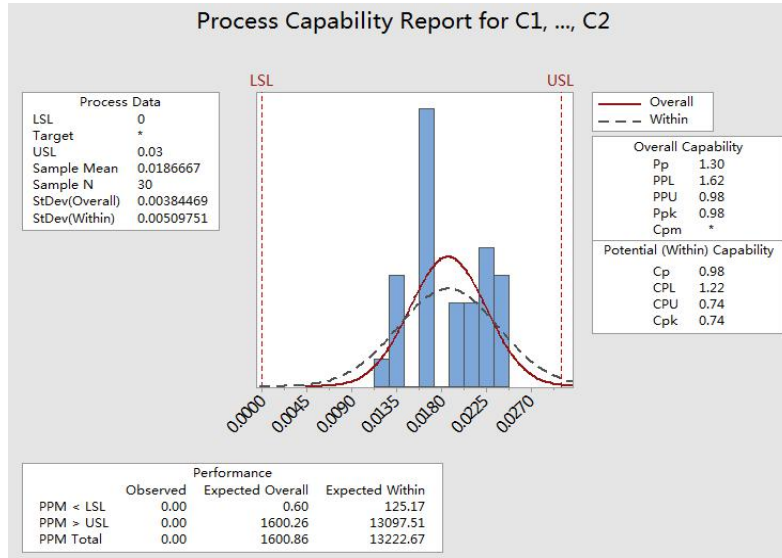 Process Capability Report for C1, ..., C2
LSL USL
Process Data
LSL 0
Target *
USL 0.03
Sample Mean 0.0186667
Sample N 30
StDev(Overall) 0.00384469
StDev(Within) 0.00509751
Overall
Within
Overall Capability
Pp 1.30
PPL 1.62
PPU 0.98
Ppk 0.98
Cpm *
Potential (Within) Capability
Cp 0.98
CPL 1.22
CPU 0.74
Cpk 0.74
0.0000 0.0045 0.0090 0.0135 0.0180 0.0225 0.0270
Performance
Observed Expected Overall Expected Within
PPM < LSL 0.00 0.60 125.17
PPM > USL 0.00 1600.26 13097.51
PPM Total 0.00 1600.86 13222.67